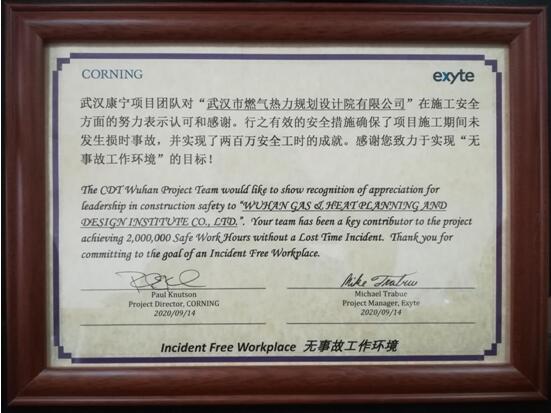 CORNING
exyte
武汉康宁项目团队对“武汉市燃气热力规划设计院有限公司”在施工安全
方面的努力表示认可和感谢。行之有效的安全措施确保了项目施工期间未
发生损时事故，并实现了两百万安全工时的成就。感谢您致力于实现“无
事故工作环境”的目标！
The CDT Wuhan Project Team would like to show recognition of appreciation for
leadership in construction safety to “WUHAN GAS & HEAT PLANNING AND
DESIGN INSTITUTE CO., LTD.”. Your team has been a key contributor to the project
achieving 2,000,000 Safe Work Hours without a Lost Time Incident. Thank you for
committing to the goal of an Incident Free Workplace.
Mike Trabue
Paul Knutson
Project Director, CORNING
2020/09/14
Michael Trabue
Project Manager, Exyte
2020/09/14
Incident Free Workplace 无事故工作环境